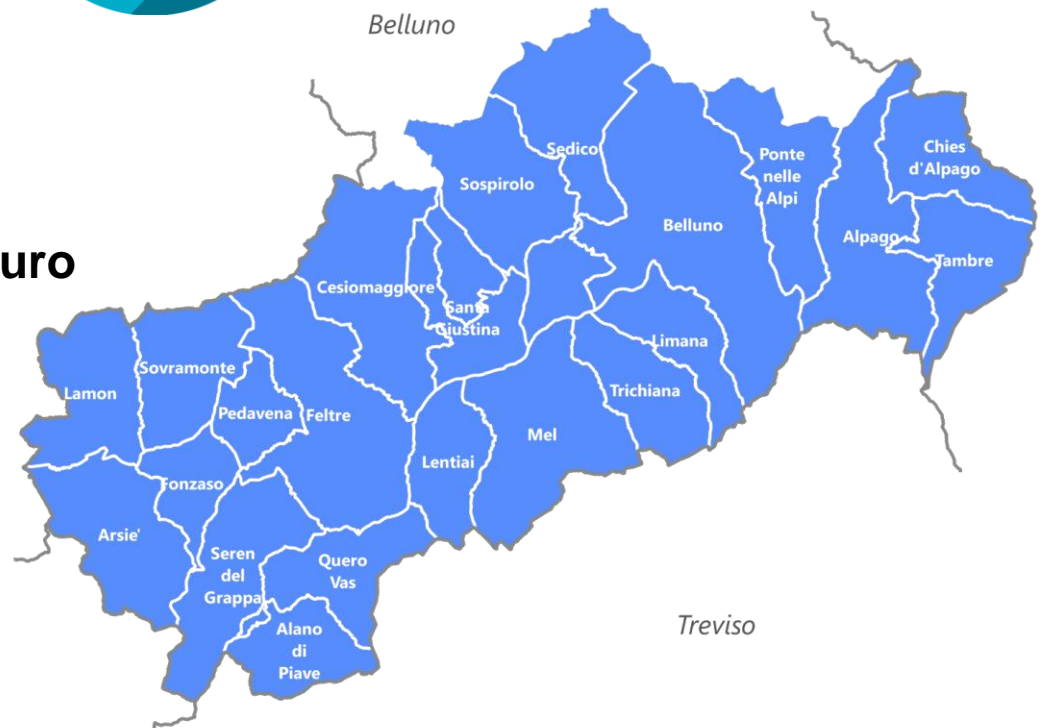 Belluno
Sedico
Chies
d'Alpago
Ponte
nelle
Alpi
Sospirolo
Belluno
Alpago
Tambre
uro
Cesiomaggiore
Santa
Giustina
Limana
Sovramonte
Lamon
Trichiana
Pedavena
Feltre
Mel
Lentiai
Fonzaso
Arsie'
Seren
del
Grappa
Quero
Vas
Alano
di
Piave
Treviso